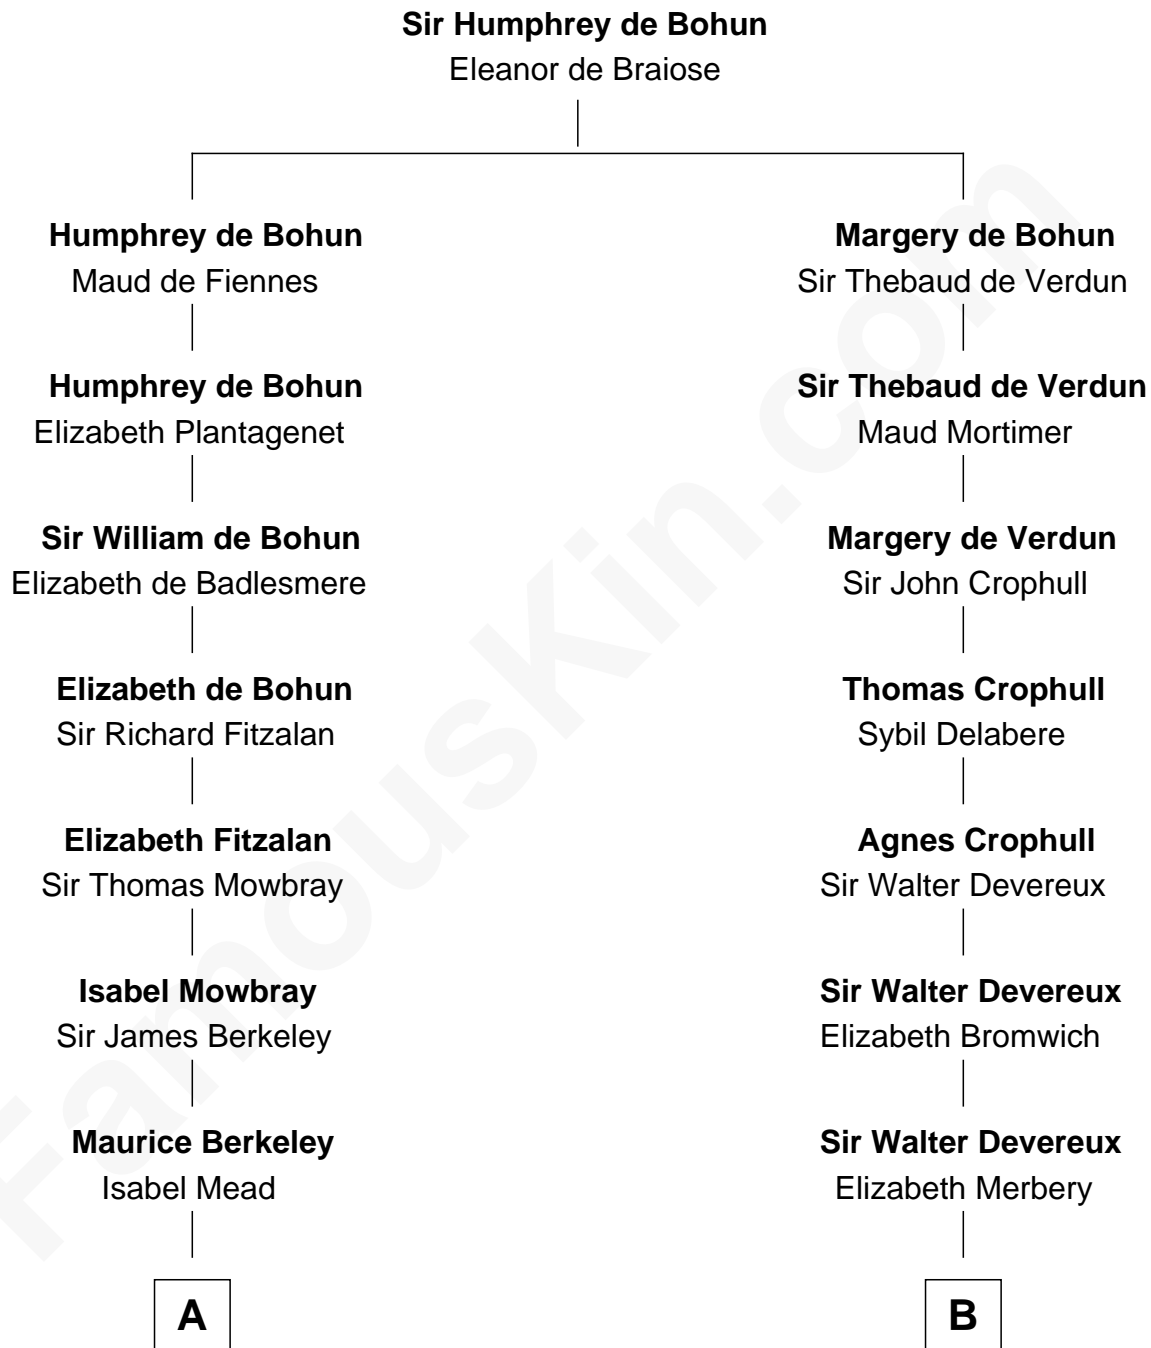 Sir Humphrey de Bohun
Eleanor de Braiose
Humphrey de Bohun
Maud de Fiennes
Humphrey de Bohun
Elizabeth Plantagenet
Sir William de Bohun
Elizabeth de Badlesmere
Elizabeth de Bohun
Sir Richard Fitzalan
Elizabeth Fitzalan
Sir Thomas Mowbray
Isabel Mowbray
Sir James Berkeley
Maurice Berkeley
Isabel Mead
A
Margery de Bohun
Sir Thebaud de Verdun
Sir Thebaud de Verdun
Maud Mortimer
Margery de Verdun
Sir John Crophull
Thomas Crophull
Sybil Delabere
Agnes Crophull
Sir Walter Devereux
Sir Walter Devereux
Elizabeth Bromwich
Sir Walter Devereux
Elizabeth Merbery
B
FamousKin.com